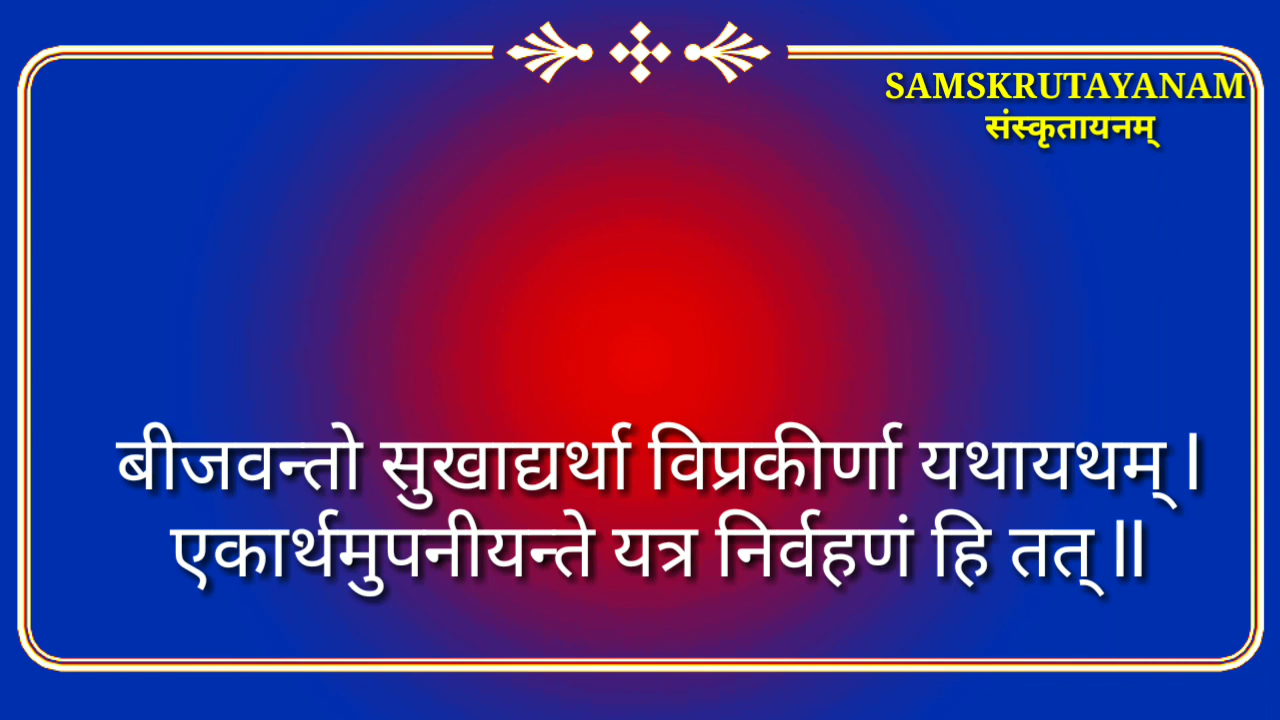 SAMSKRUTAYANAM
संस्कृतायनम्
बीजवन्तो सुखाद्यर्था विप्रकीर्णा यथायथम् ।
एकार्थमुपनीयन्ते यत्र निर्वहणं हि तत् ॥